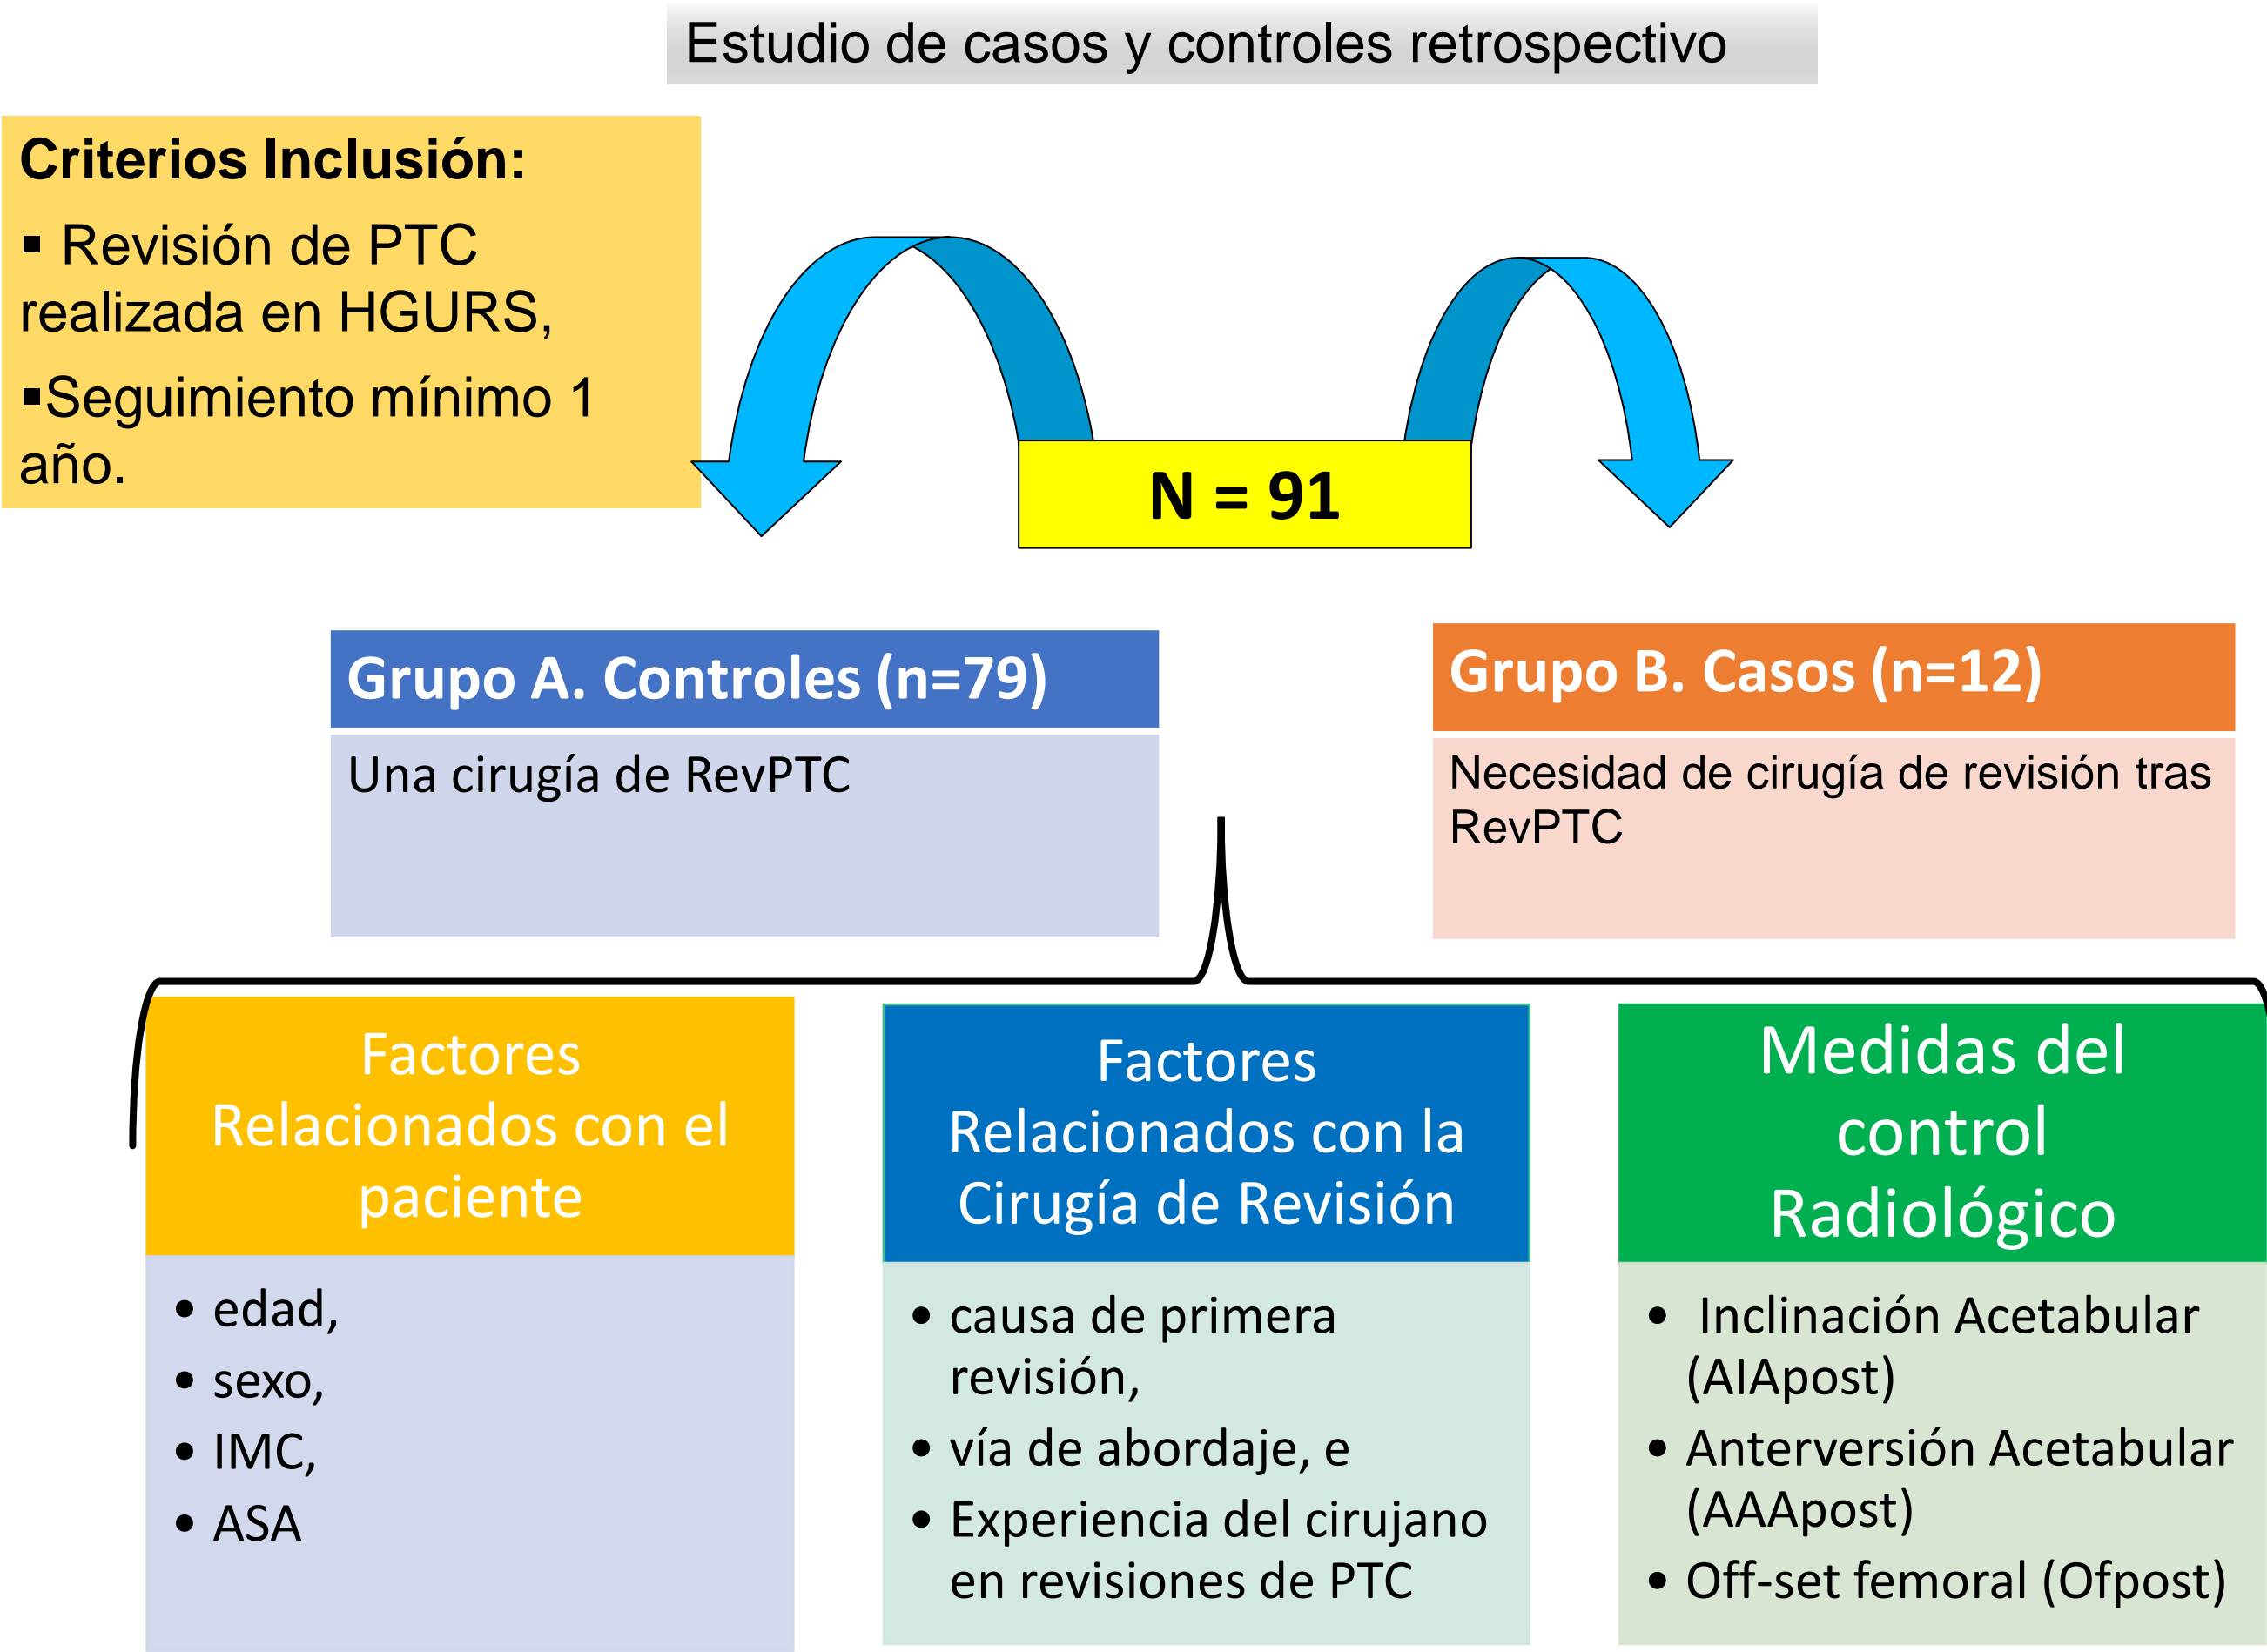 Estudio de casos y controles retrospectivo
Criterios Inclusión:
▪ Revisión de PTC
realizada en HGURS,
▪Seguimiento mínimo 1
año.
N = 91
Grupo A. Controles (n=79)
Una cirugía de RevPTC
Grupo B. Casos (n=12)
Necesidad de cirugía de revisión tras
RevPTC
Factores
Relacionados con el
paciente
• edad,
• sexo,
• IMC,
• ASA
Factores
Relacionados con la
Cirugía de Revisión
• causa de primera
revisión,
• vía de abordaje, e
• Experiencia del cirujano
en revisiones de PTC
Medidas del
control
Radiológico
• Inclinación Acetabular
(AIApost)
• Anterversión Acetabular
(AAApost)
• Off-set femoral (Ofpost)